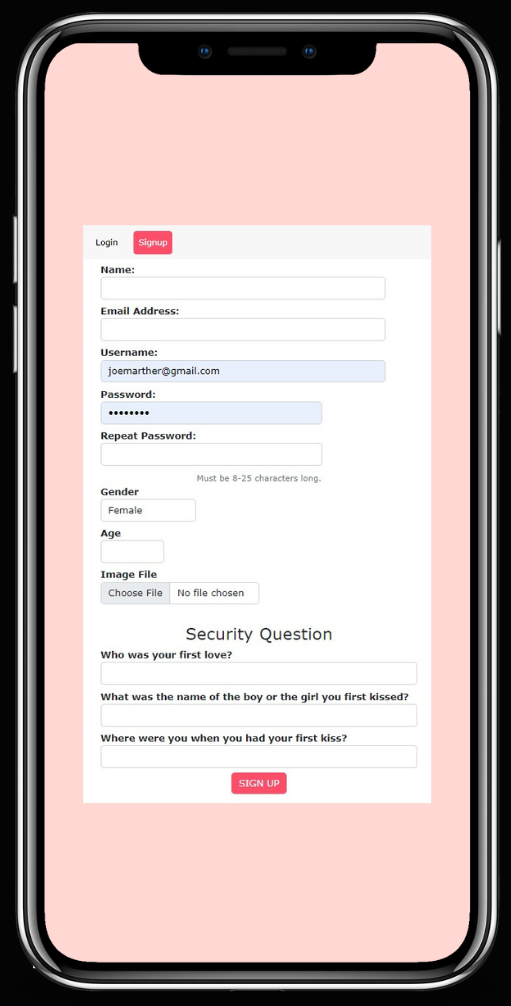 Login Signup
Name:
Email Address:
Username:
joemarther@gmail.com
Password:
••••••••
Repeat Password:
Must be 8-25 characters long.
Gender
Female
Age
Image File
Choose File No file chosen
Security Question
Who was your first love?
What was the name of the boy or the girl you first kissed?
Where were you when you had your first kiss?
SIGN UP